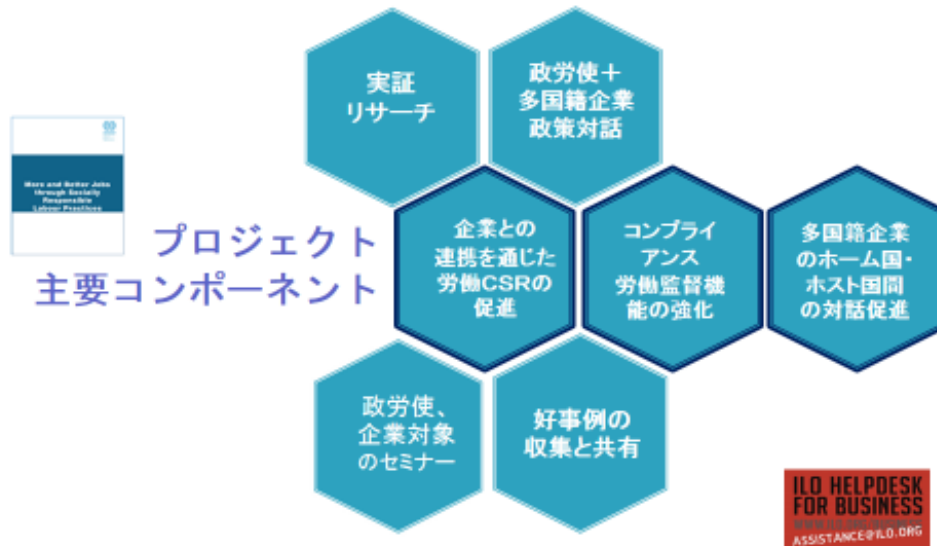 実証
リサーチ
政労使＋
多国籍企業
政策対話
More and Better Jobs
through Socially
Responsible
Labour Practices
プロジェクト
主要コンポーネント
企業との
連携を通じた
労働CSRの
促進
コンプライ
アンス
労働監督機
能の強化
多国籍企業
のホーム国・
ホスト国間
の対話促進
政労使、
企業対象
のセミナー
好事例の
収集と共有
ILO HELPDESK
FOR BUSINESS
WWW.ILO.ORG/BUSINESS
ASSISTANCE@ILO.ORG